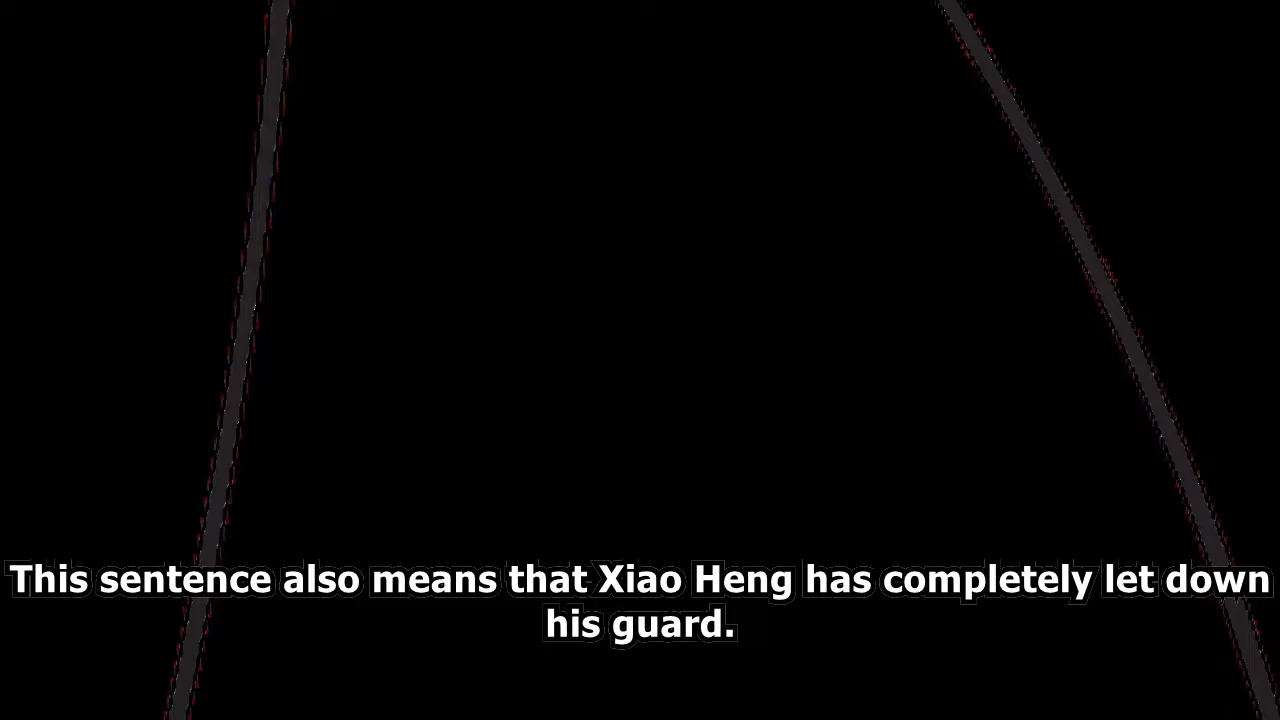 This sentence also means that Xiao Heng has completely let down
his guard.